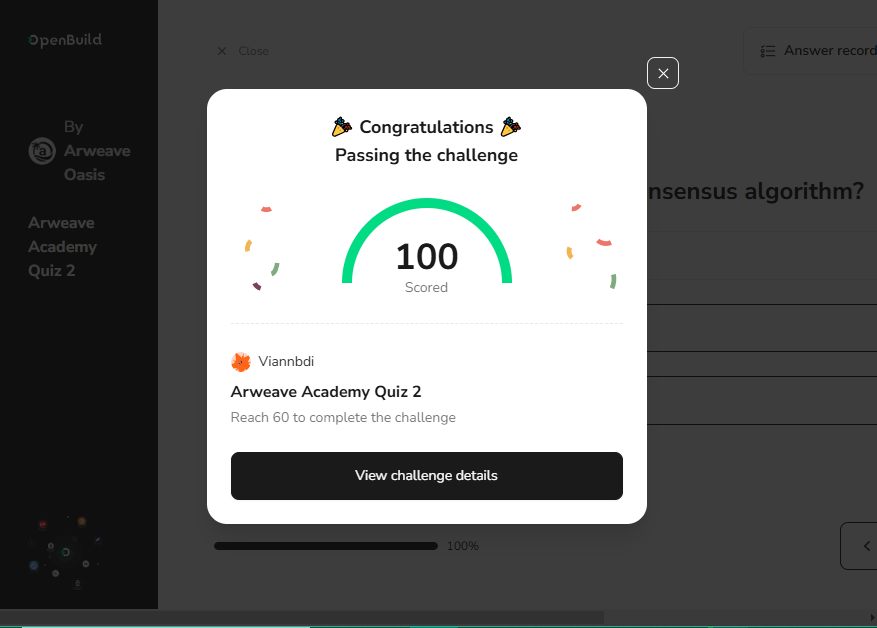 OpenBuild
By
Arweave
Oasis
Arweave
Academy
Quiz 2
Close
Answer record
nsensus algorithm?
Congratulations
Passing the challenge
100
Scored
Viannbdi
Arweave Academy Quiz 2
Reach 60 to complete the challenge
View challenge details
100%